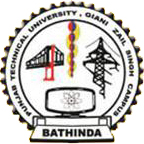 PUNJAB TECHNICAL UNIVERSITY, GIANI ZAIL SINGH CAMPUS
BATHINDA